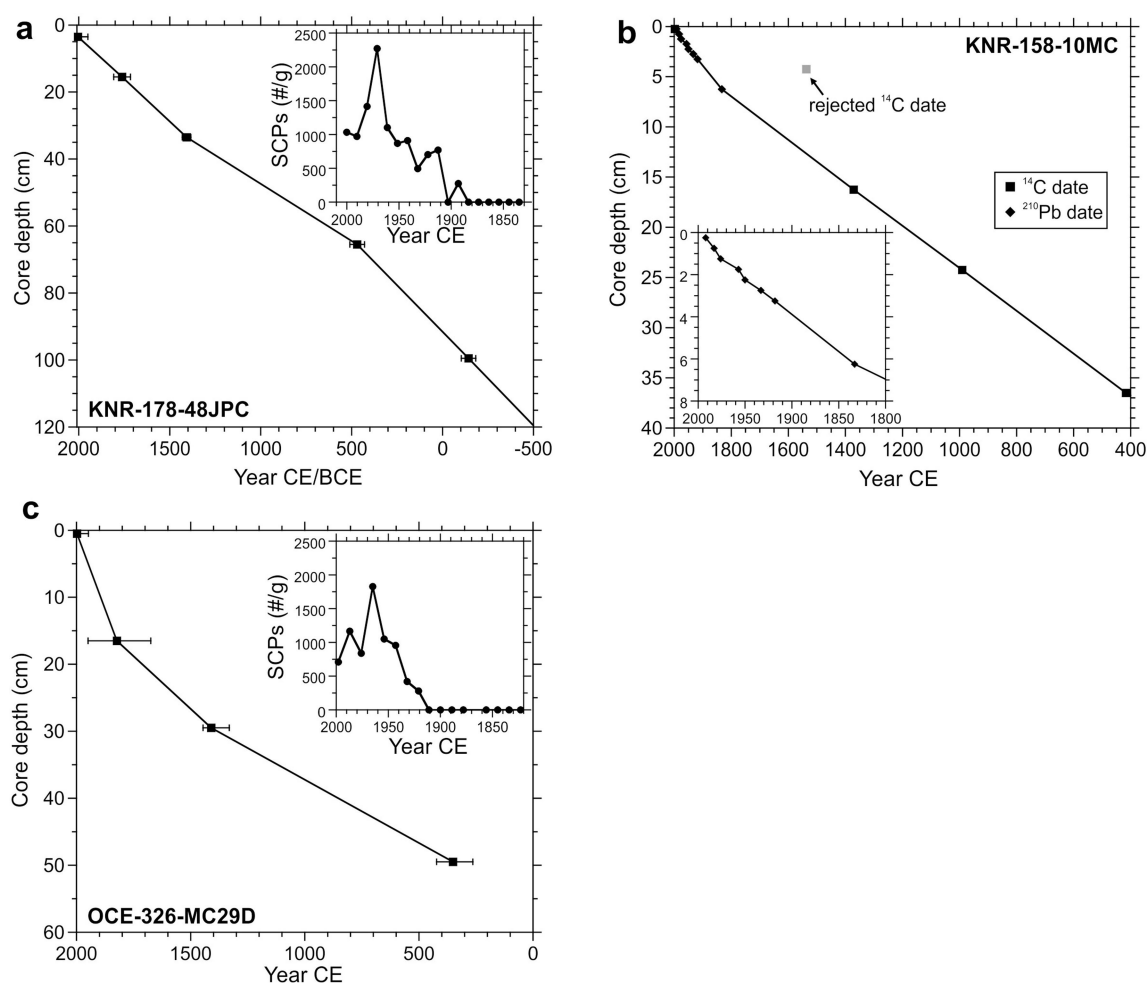 a
0
20
40
60
80
100
120
Core depth (cm)
2000 1500 1000 500 0 -500
Year CE/BCE
KNR-178-48JPC
2500
2000
1500
1000
500
0
SCPs (#/g)
2000 1950 1900 1850
Year CE
b
0
5
10
15
20
25
30
35
40
Core depth (cm)
KNR-158-10MC
rejected ¹⁴C date
¹⁴C date
²¹⁰Pb date
0
2
4
6
8
2000 1950 1900 1850 1800
2000 1800 1600 1400 1200 1000 800 600 400
Year CE
c
0
10
20
30
40
50
60
Core depth (cm)
2500
2000
1500
1000
500
0
SCPs (#/g)
2000 1950 1900 1850
Year CE
OCE-326-MC29D
2000 1500 1000 500 0
Year CE